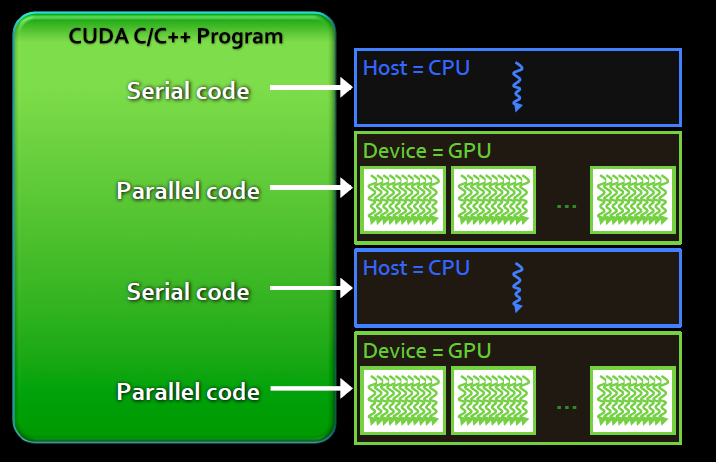 CUDA C/C++ Program
Serial code
Host = CPU
Parallel code
Device = GPU
...
Serial code
Host = CPU
Parallel code
Device = GPU
...